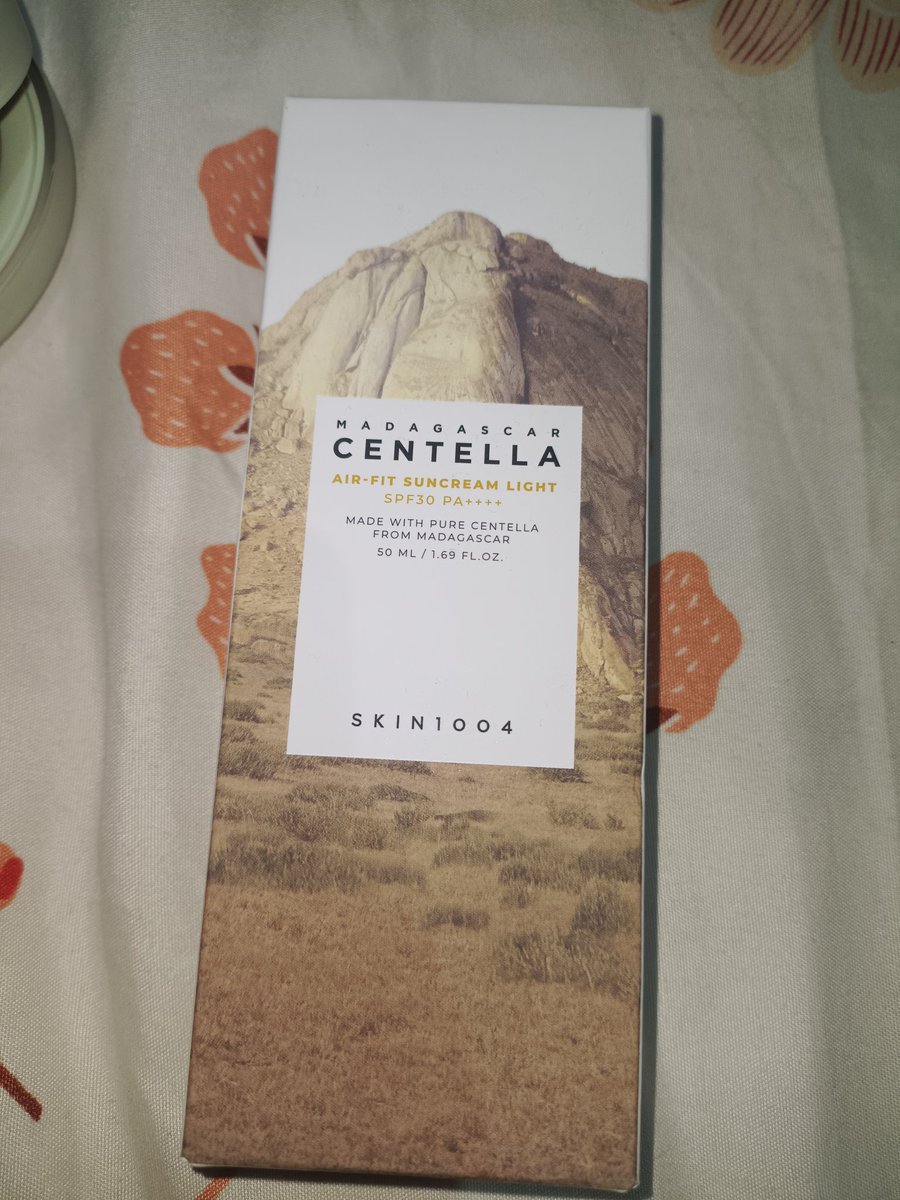 MADAGASCAR
CENTELLA
AIR-FIT SUNCREAM LIGHT
SPF30 PA++++
MADE WITH PURE CENTELLA
FROM MADAGASCAR
50 ML / 1.69 FL.OZ.
SKIN1004